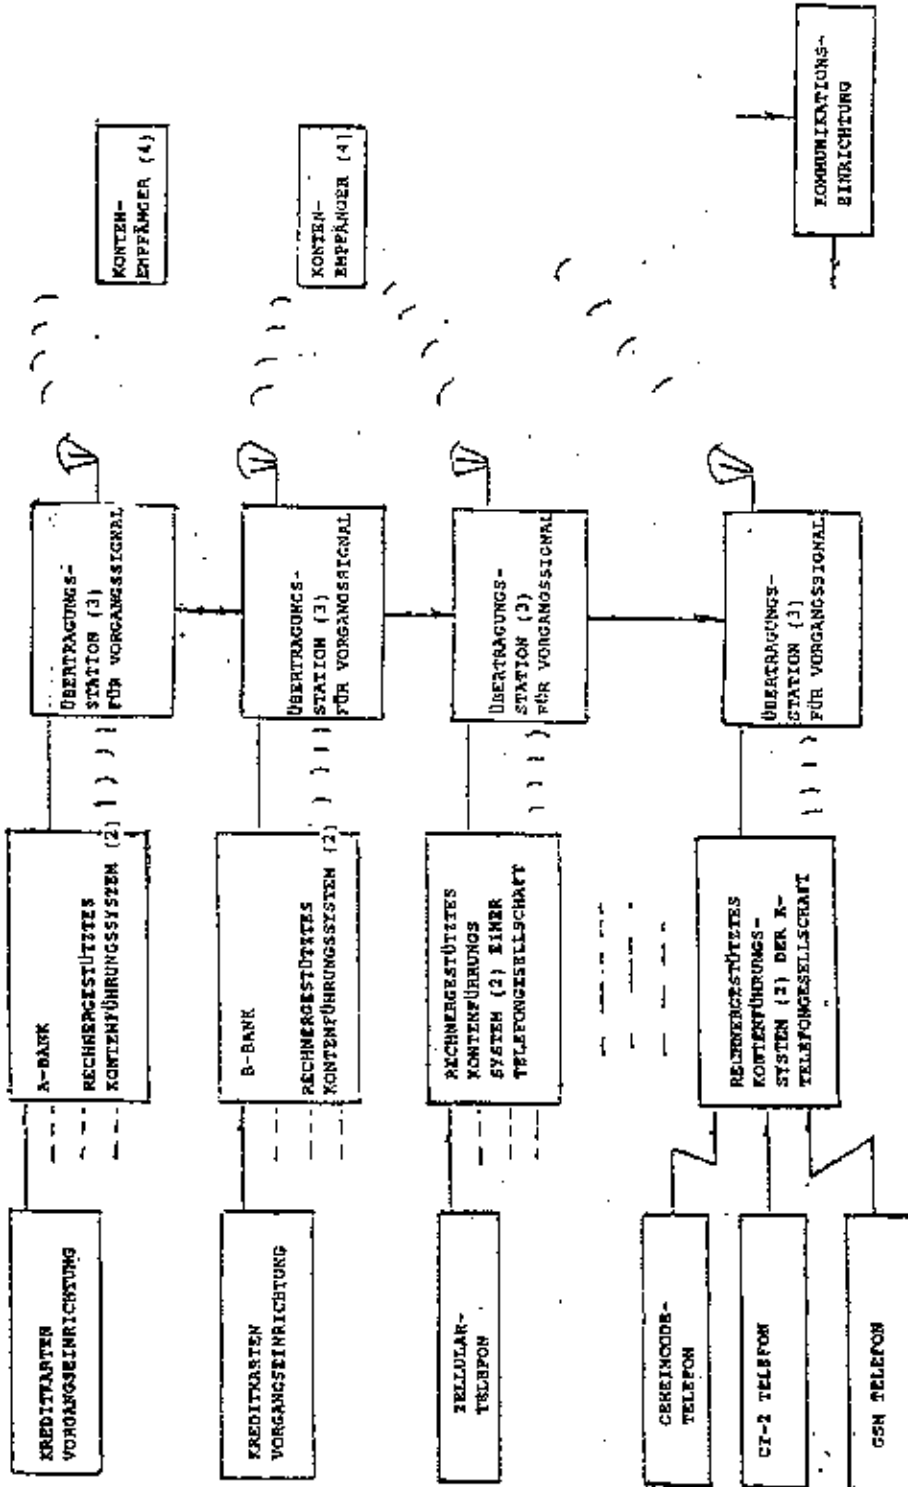 KREDITKARTEN
VORGANGSEINRICHTUNG
A-BANK
RECHNERGESTÜTZTES
KONTENFÜHRUNGSSYSTEM (2)
ÜBERTRAGUNGS-
STATION (3)
FÜR VORGANGSSIGNAL
KONTEN-
EMPFÄNGER (4)
KREDITKARTEN
VORGANGSEINRICHTUNG
B-BANK
RECHNERGESTÜTZTES
KONTENFÜHRUNGSSYSTEM (2)
ÜBERTRAGUNGS-
STATION (3)
FÜR VORGANGSSIGNAL
KONTEN-
EMPFÄNGER (4)
ZELLULAR-
TELEFON
RECHNERGESTÜTZTES
KONTENFÜHRUNGS
SYSTEM (2) EINER
TELEFONGESELLSCHAFT
ÜBERTRAGUNGS-
STATION (3)
FÜR VORGANGSSIGNAL
GEHEIMCODE-
TELEFON
CT-2 TELEFON
GSM TELEFON
RECHNERGESTÜTZTES
KONTENFÜHRUNGS-
SYSTEM (2) DER K-
TELEFONGESELLSCHAFT
ÜBERTRAGUNGS-
STATION (3)
FÜR VORGANGSSIGNAL
KOMMUNIKATIONS-
EINRICHTUNG